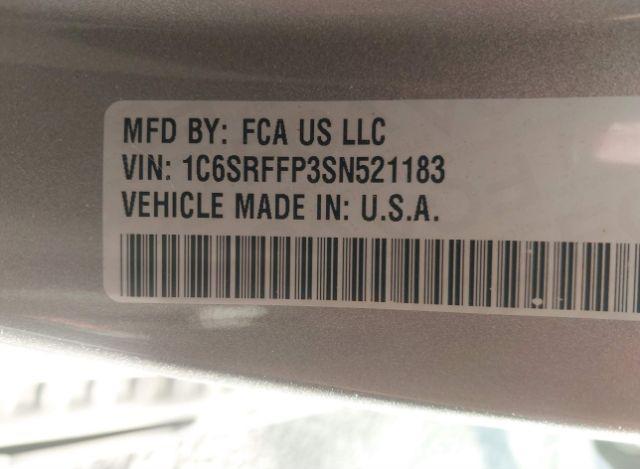 MFD BY: FCA US LLC
VIN: 1C6SRFFP3SN521183
VEHICLE MADE IN: U.S.A.